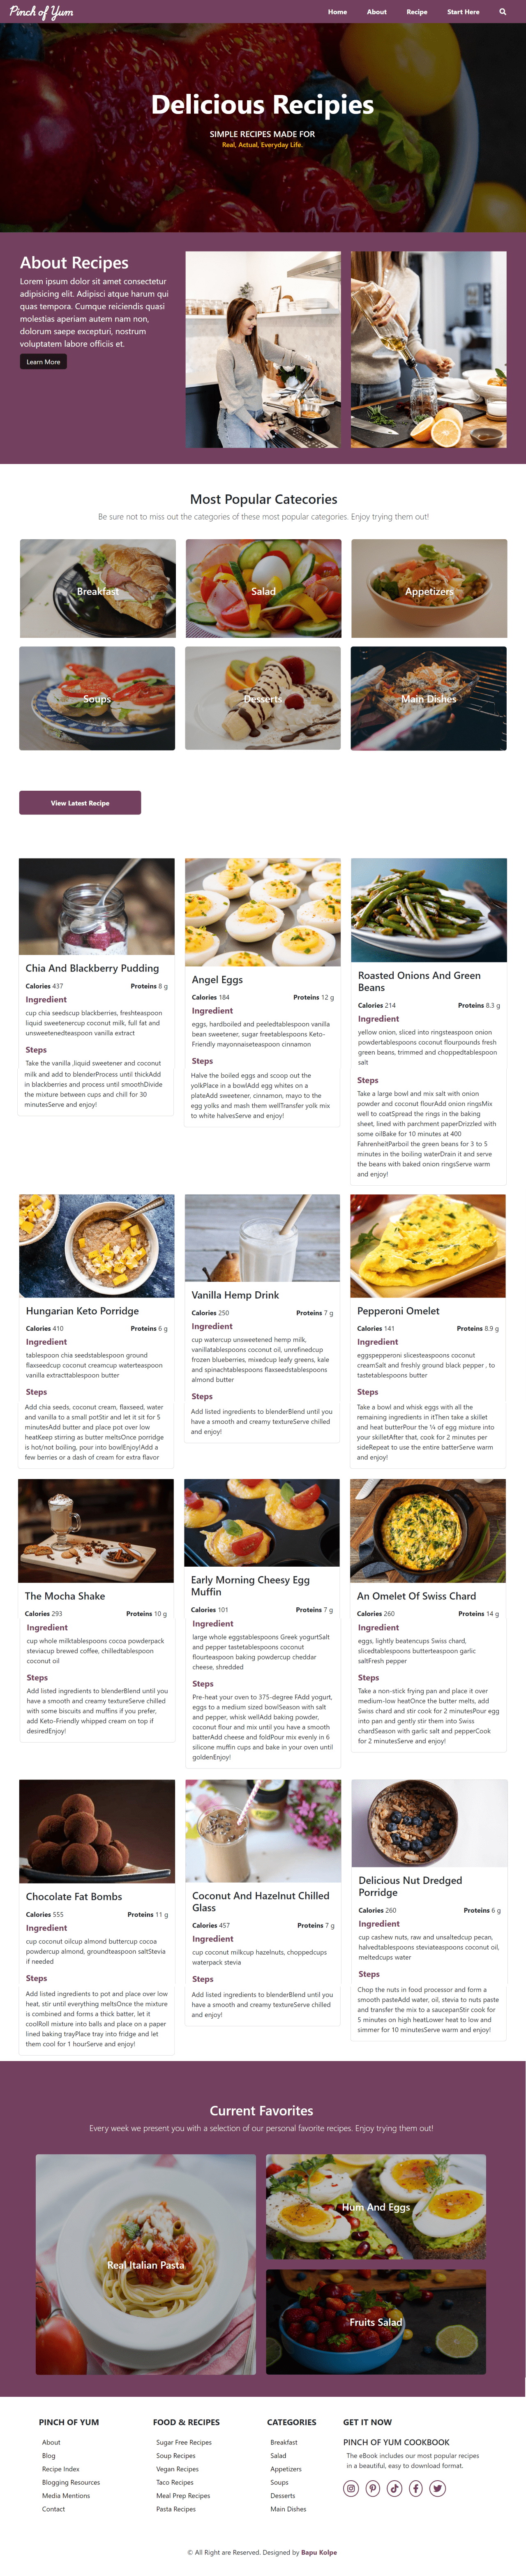 Pinch of Yum
Home About Recipe Start Here
Delicious Recipies
SIMPLE RECIPES MADE FOR
Real, Actual, Everyday Life.
About Recipes
Lorem ipsum dolor sit amet consectetur
adipisicing elit. Adipisci atque harum qui
quas tempora. Cumque reiciendis quasi
molestias aperiam autem nam non,
dolorum saepe excepturi, nostrum
voluptatem labore officiis et.
Learn More
Most Popular Catecories
Be sure not to miss out the categories of these most popular categories. Enjoy trying them out!
Breakfast
Salad
Appetizers
Soups
Desserts
Main Dishes
View Latest Recipe
Chia And Blackberry Pudding
Calories 437 Proteins 8 g
Ingredient
cup chia seedscup blackberries, freshteaspoon
liquid sweetenercup coconut milk, full fat and
unsweetenedteaspoon vanilla extract
Steps
Take the vanilla ,liquid sweetener and coconut
milk and add to blenderProcess until thickAdd
in blackberries and process until smoothDivide
the mixture between cups and chill for 30
minutesServe and enjoy!
Angel Eggs
Calories 184 Proteins 12 g
Ingredient
eggs, hardboiled and peeledtablespoon vanilla
bean sweetener, sugar freetablespoons Keto-
Friendly mayonnaiseteaspoon cinnamon
Steps
Halve the boiled eggs and scoop out the
yolkPlace in a bowlAdd egg whites on a
plateAdd sweetener, cinnamon, mayo to the
egg yolks and mash them wellTransfer yolk mix
to white halvesServe and enjoy!
Roasted Onions And Green
Beans
Calories 214 Proteins 8.3 g
Ingredient
yellow onion, sliced into ringsteaspoon onion
powdertablespoons coconut flourpounds fresh
green beans, trimmed and choppedtablespoon
salt
Steps
Take a large bowl and mix salt with onion
powder and coconut flourAdd onion ringsMix
well to coatSpread the rings in the baking
sheet, lined with parchment paperDrizzled with
some oilBake for 10 minutes at 400
FahrenheitParboil the green beans for 3 to 5
minutes in the boiling waterDrain it and serve
the beans with baked onion ringsServe warm
and enjoy!
Hungarian Keto Porridge
Calories 410 Proteins 6 g
Ingredient
tablespoon chia seedstablespoon ground
flaxseedcup coconut creamcup waterteaspoon
vanilla extracttablespoon butter
Steps
Add chia seeds, coconut cream, flaxseed, water
and vanilla to a small potStir and let it sit for 5
minutesAdd butter and place pot over low
heatKeep stirring as butter meltsOnce porridge
is hot/not boiling, pour into bowlEnjoy!Add a
few berries or a dash of cream for extra flavor
Vanilla Hemp Drink
Calories 250 Proteins 7 g
Ingredient
cup watercup unsweetened hemp milk,
vanillatablespoons coconut oil, unrefinedcup
frozen blueberries, mixedcup leafy greens, kale
and spinachtablespoons flaxseedstablespoons
almond butter
Steps
Add listed ingredients to blenderBlend until you
have a smooth and creamy textureServe chilled
and enjoy!
Pepperoni Omelet
Calories 141 Proteins 8.9 g
Ingredient
eggspepperoni slicesteaspoons coconut
creamSalt and freshly ground black pepper , to
tastetablespoons butter
Steps
Take a bowl and whisk eggs with all the
remaining ingredients in itThen take a skillet
and heat butterPour the ¼ of egg mixture into
your skilletAfter that, cook for 2 minutes per
sideRepeat to use the entire batterServe warm
and enjoy!
The Mocha Shake
Calories 293 Proteins 10 g
Ingredient
cup whole milktablespoons cocoa powderpack
steviacup brewed coffee, chilledtablespoon
coconut oil
Steps
Add listed ingredients to blenderBlend until you
have a smooth and creamy textureServe chilled
with some biscuits and muffins if you prefer,
add Keto-Friendly whipped cream on top if
desiredEnjoy!
Early Morning Cheesy Egg
Muffin
Calories 101 Proteins 7 g
Ingredient
large whole eggstablespoons Greek yogurtSalt
and pepper tastetablespoons coconut
flourteaspoon baking powdercup cheddar
cheese, shredded
Steps
Pre-heat your oven to 375-degree FAdd yogurt,
eggs to a medium sized bowlSeason with salt
and pepper, whisk wellAdd baking powder,
coconut flour and mix until you have a smooth
batterAdd cheese and foldPour mix evenly in 6
silicone muffin cups and bake in your oven until
goldenEnjoy!
An Omelet Of Swiss Chard
Calories 260 Proteins 14 g
Ingredient
eggs, lightly beatencups Swiss chard,
slicedtablespoons butterteaspoon garlic
saltFresh pepper
Steps
Take a non-stick frying pan and place it over
medium-low heatOnce the butter melts, add
Swiss chard and stir cook for 2 minutesPour egg
into pan and gently stir them into Swiss
chardSeason with garlic salt and pepperCook
for 2 minutesServe and enjoy!
Chocolate Fat Bombs
Calories 555 Proteins 11 g
Ingredient
cup coconut oilcup almond buttercup cocoa
powdercup almond, groundteaspoon saltStevia
if needed
Steps
Add listed ingredients to pot and place over low
heat, stir until everything meltsOnce the mixture
is combined and forms a thick batter, let it
coolRoll mixture into balls and place on a paper
lined baking trayPlace tray into fridge and let
them cool for 1 hourServe and enjoy!
Coconut And Hazelnut Chilled
Glass
Calories 457 Proteins 7 g
Ingredient
cup coconut milkcup hazelnuts, choppedcups
waterpack stevia
Steps
Add listed ingredients to blenderBlend until you
have a smooth and creamy textureServe chilled
and enjoy!
Delicious Nut Dredged
Porridge
Calories 260 Proteins 6 g
Ingredient
cup cashew nuts, raw and unsaltedcup pecan,
halvedtablespoons steviateaspoons coconut oil,
meltedcups water
Steps
Chop the nuts in food processor and form a
smooth pasteAdd water, oil, stevia to nuts paste
and transfer the mix to a saucepanStir cook for
5 minutes on high heatLower heat to low and
simmer for 10 minutesServe warm and enjoy!
Current Favorites
Every week we present you with a selection of our personal favorite recipes. Enjoy trying them out!
Real Italian Pasta
Hum And Eggs
Fruits Salad
PINCH OF YUM
About
Blog
Recipe Index
Blogging Resources
Media Mentions
Contact
FOOD & RECIPES
Sugar Free Recipes
Soup Recipes
Vegan Recipes
Taco Recipes
Meal Prep Recipes
Pasta Recipes
CATEGORIES
Breakfast
Salad
Appetizers
Soups
Desserts
Main Dishes
GET IT NOW
PINCH OF YUM COOKBOOK
The eBook includes our most popular recipes
in a beautiful, easy to download format.
© All Right are Reserved. Designed by Bapu Kolpe